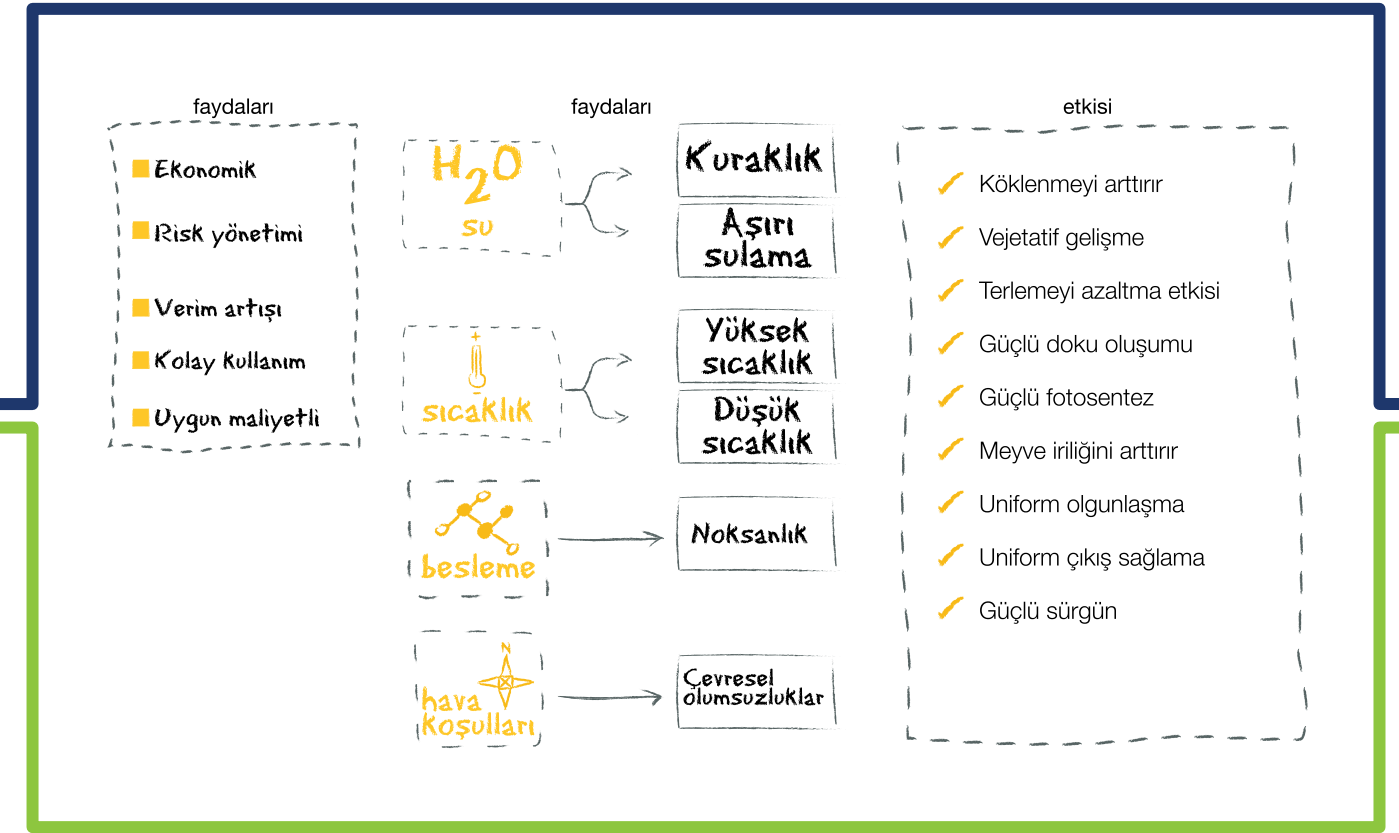 faydaları
Ekonomik
Risk yönetimi
Verim artışı
Kolay kullanım
Uygun maliyetli
faydaları
H2O
su
Kuraklık
Aşırı
sulama
+
-
sıcaklık
Yüksek
sıcaklık
Düşük
sıcaklık
besleme
Noksanlık
N
hava
koşulları
Çevresel
olumsuzluklar
etkisi
Köklenmeyi arttırır
Vejetatif gelişme
Terlemeyi azaltma etkisi
Güçlü doku oluşumu
Güçlü fotosentez
Meyve iriliğini arttırır
Uniform olgunlaşma
Uniform çıkış sağlama
Güçlü sürgün